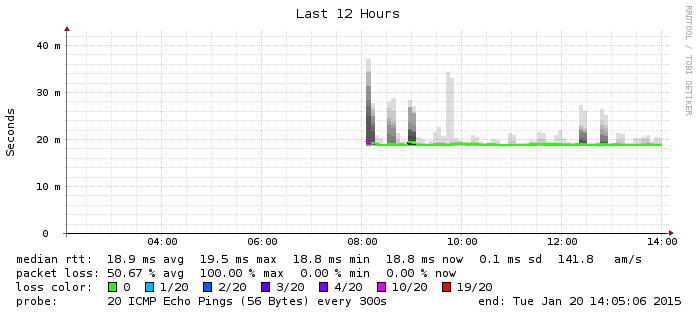 Last 12 Hours
RRDTOOL / TOBI OETIKER
Seconds
40 m
30 m
20 m
10 m
0
04:00 06:00 08:00 10:00 12:00 14:00
median rtt: 18.9 ms avg 19.5 ms max 18.8 ms min 18.8 ms now 0.1 ms sd 141.8 am/s
packet loss: 50.67 % avg 100.00 % max 0.00 % min 0.00 % now
loss color: 0 1/20 2/20 3/20 4/20 10/20 19/20
probe: 20 ICMP Echo Pings (56 Bytes) every 300s end: Tue Jan 20 14:05:06 2015